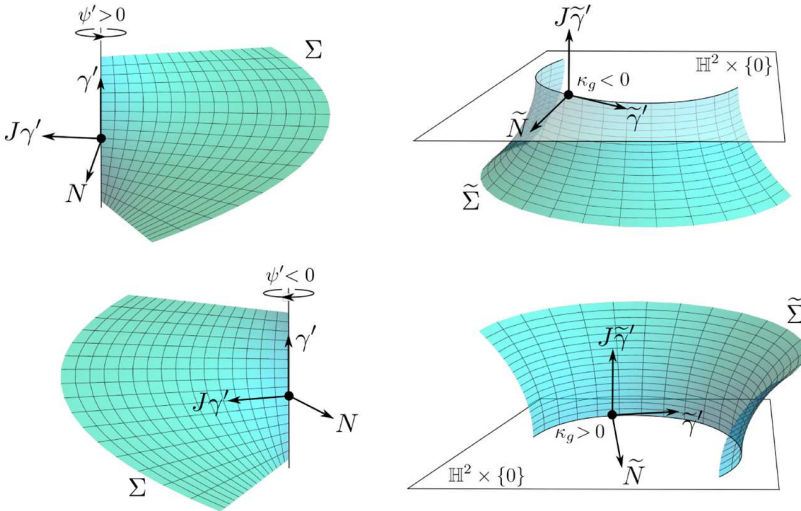 ψ′>0
Σ
γ′
Jγ′
N
Jγ̃′
ℍ² × {0}
κ_g < 0
γ̃′
Ñ
Σ̃
ψ′<0
γ′
Jγ′
N
Σ
Σ̃
Jγ̃′
κ_g > 0
γ̃′
ℍ² × {0}
Ñ